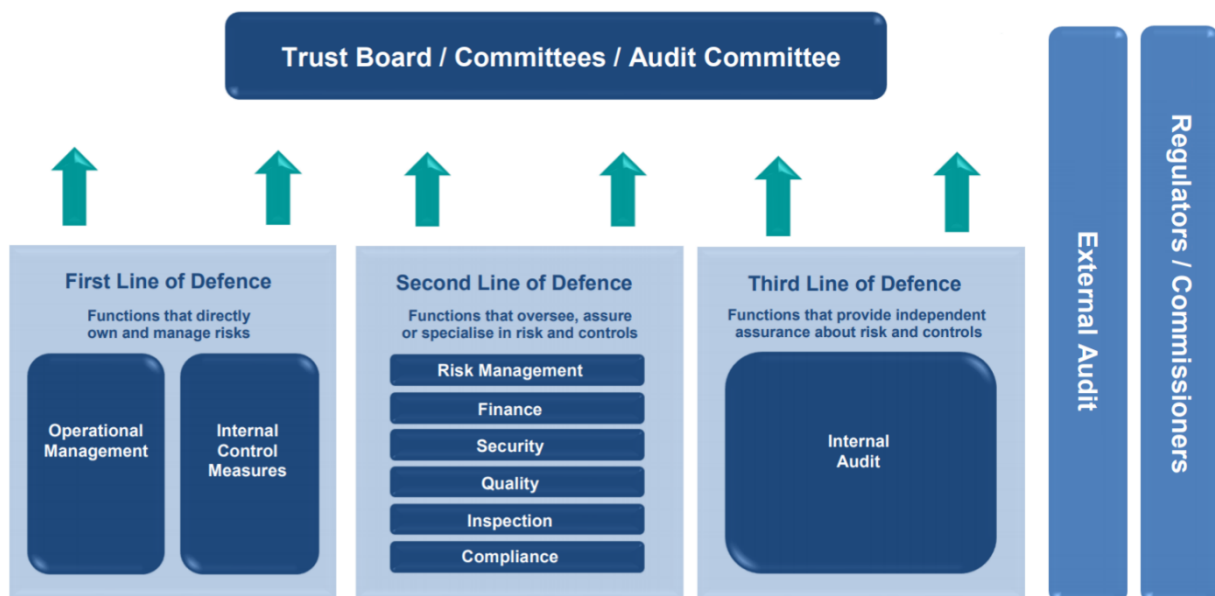 Trust Board / Committees / Audit Committee
First Line of Defence
Functions that directly
own and manage risks
Operational
Management
Internal
Control
Measures
Second Line of Defence
Functions that oversee, assure
or specialise in risk and controls
Risk Management
Finance
Security
Quality
Inspection
Compliance
Third Line of Defence
Functions that provide independent
assurance about risk and controls
Internal
Audit
External Audit
Regulators / Commissioners